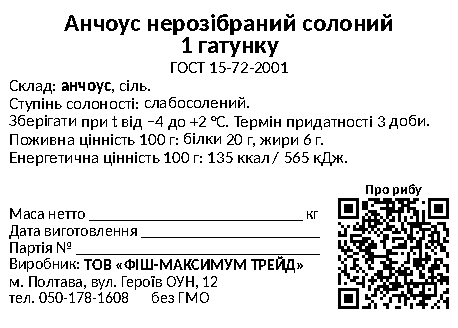 Анчоус нерозібраний солоний
1 гатунку
ГОСТ 15-72-2001
Склад: анчоус, сіль.
Ступінь солоності: слабосолений.
Зберігати при t від −4 до +2 °C. Термін придатності 3 доби.
Поживна цінність 100 г: білки 20 г, жири 6 г.
Енергетична цінність 100 г: 135 ккал / 565 кДж.
Про рибу
Маса нетто ______________________________ кг
Дата виготовлення _________________________
Партія № __________________________________
Виробник: ТОВ «ФІШ-МАКСИМУМ ТРЕЙД»
м. Полтава, вул. Героїв ОУН, 12
тел. 050-178-1608 без ГМО